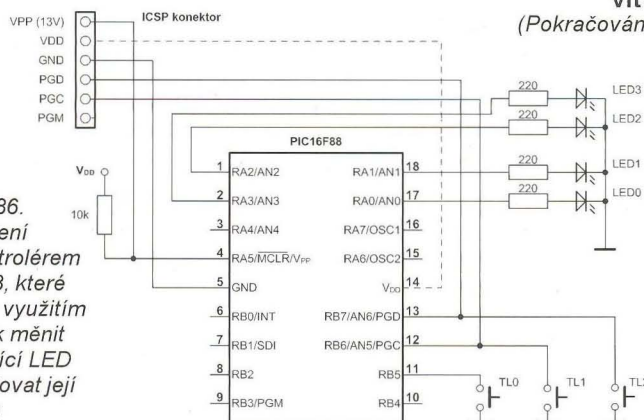 Vít
(Pokračován
ICSP konektor
VPP (13V)
VDD
GND
PGD
PGC
PGM
220
LED3
220
LED2
220
LED1
220
LED0
PIC16F88
1 RA2/AN2
2 RA3/AN3
3 RA4/AN4
4 RA5/MCLR/VPP
5 GND
6 RB0/INT
7 RB1/SDI
8 RB2
9 RB3/PGM
RA1/AN1 18
RA0/AN0 17
RA7/OSC1 16
RA6/OSC2 15
VDD 14
RB7/AN6/PGD 13
RB6/AN5/PGC 12
RB5 11
RB4 10
VDD
10k
TL0
TL1
TL2
36.
ení
trolérem
3, které
využitím
k měnit
ící LED
ovat její